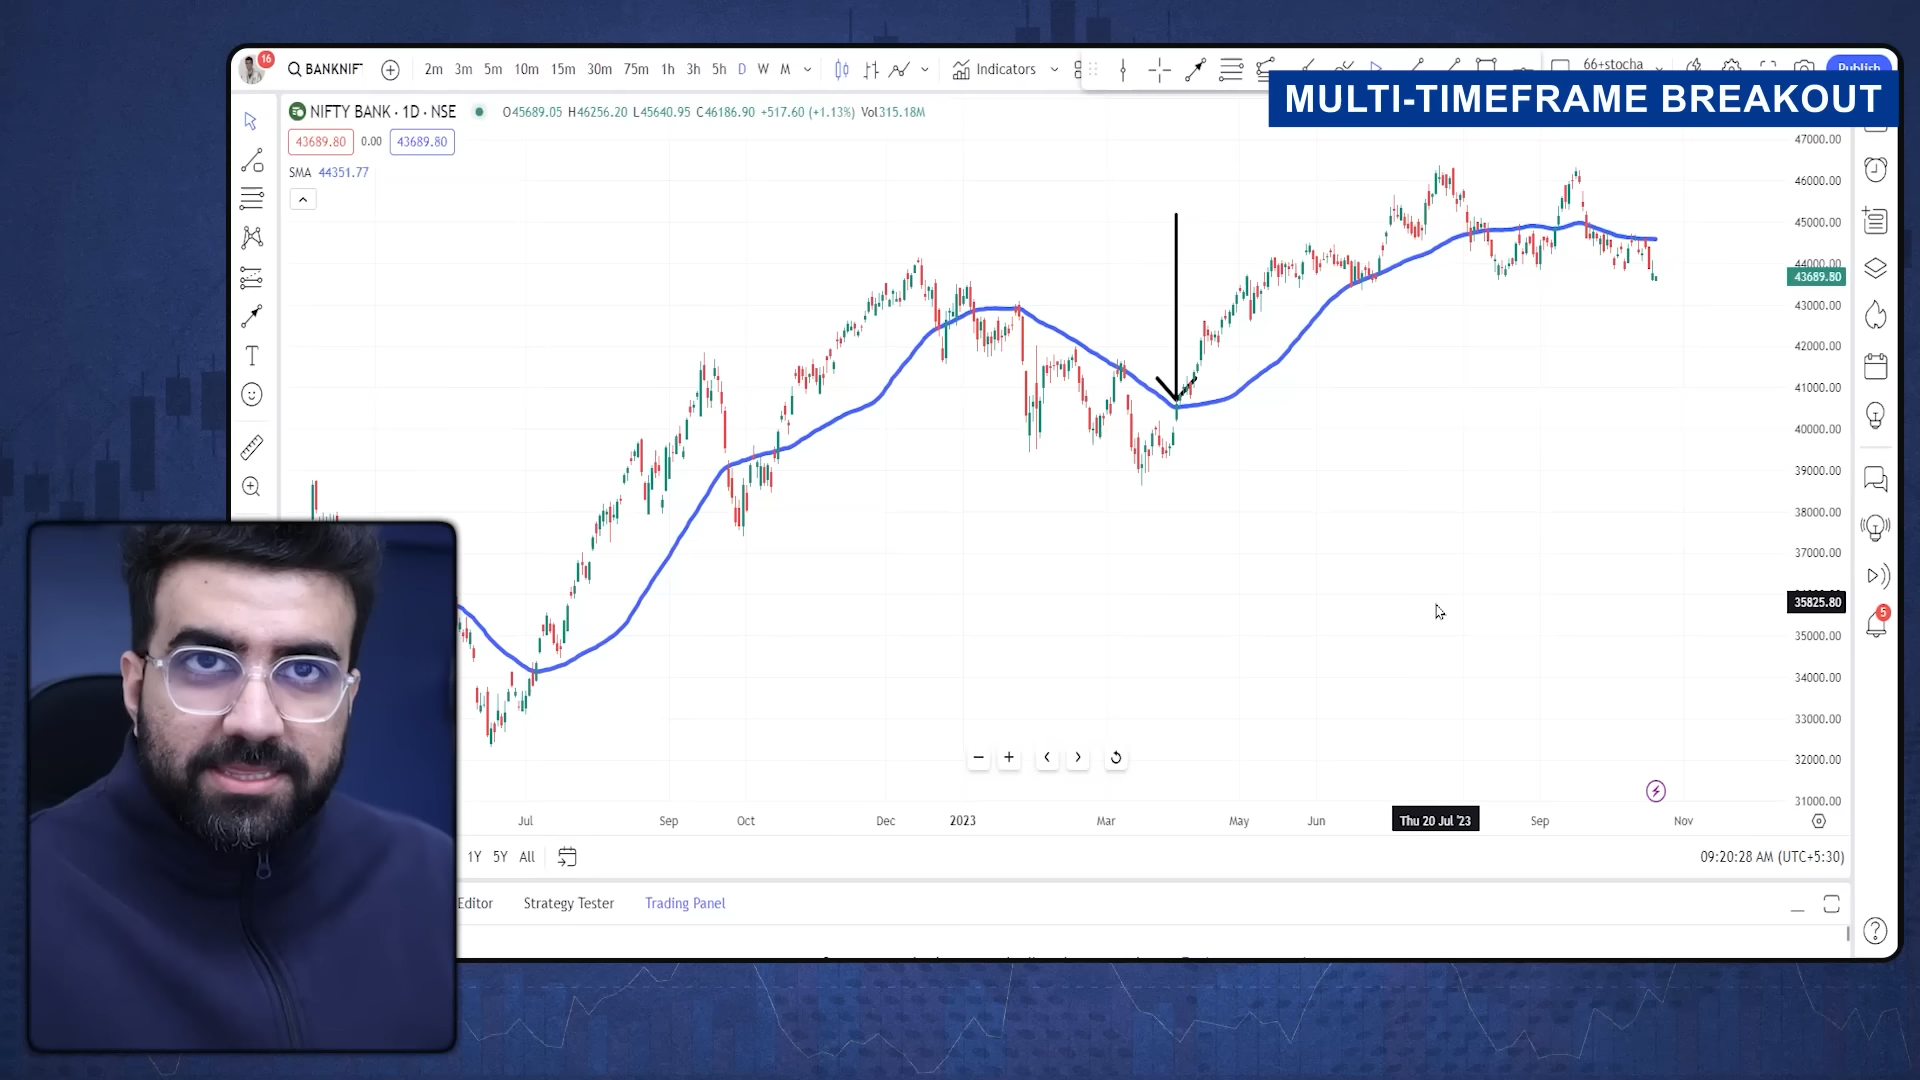 16
BANKNIF
2m 3m 5m 10m 15m 30m 75m 1h 3h 5h D W M
Indicators
66+stocha
Publish
MULTI-TIMEFRAME BREAKOUT
NIFTY BANK · 1D · NSE
O45689.05 H46256.20 L45640.95 C46186.90 +517.60 (+1.13%) Vol315.18M
43689.80 0.00 43689.80
SMA 44351.77
47000.00
46000.00
45000.00
44000.00
43689.80
43000.00
42000.00
41000.00
40000.00
39000.00
38000.00
37000.00
35825.80
35000.00
34000.00
33000.00
32000.00
31000.00
5
Jul Sep Oct Dec 2023 Mar May Jun Thu 20 Jul '23 Sep Nov
1Y 5Y All
09:20:28 AM (UTC+5:30)
Editor Strategy Tester Trading Panel